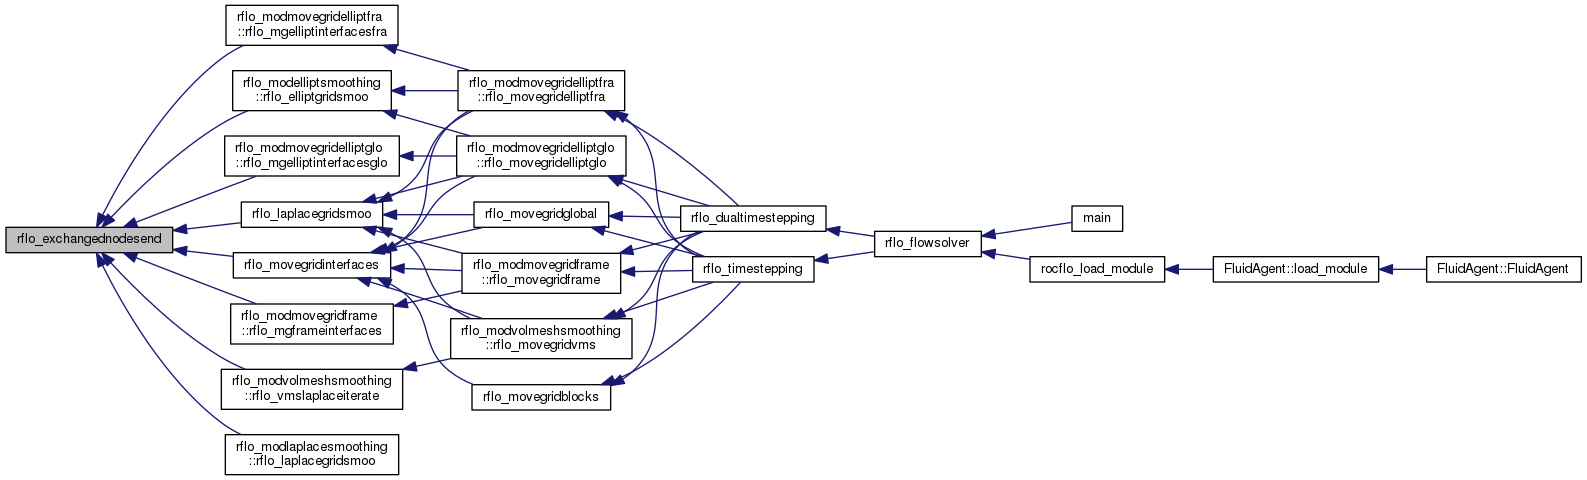 rflo_exchangednodesend
rflo_modmovegridelliptfra
::rflo_mgelliptinterfacesfra
rflo_modelliptsmoothing
::rflo_elliptgridsmoo
rflo_modmovegridelliptglo
::rflo_mgelliptinterfacesglo
rflo_laplacegridsmoo
rflo_movegridinterfaces
rflo_modmovegridframe
::rflo_mgframeinterfaces
rflo_modvolmeshsmoothing
::rflo_vmslaplaceiterate
rflo_modlaplacesmoothing
::rflo_laplacegridsmoo
rflo_modmovegridelliptfra
::rflo_movegridelliptfra
rflo_modmovegridelliptglo
::rflo_movegridelliptglo
rflo_movegridglobal
rflo_modmovegridframe
::rflo_movegridframe
rflo_modvolmeshsmoothing
::rflo_movegridvms
rflo_movegridblocks
rflo_dualtimestepping
rflo_timestepping
rflo_flowsolver
main
rocflo_load_module
FluidAgent::load_module
FluidAgent::FluidAgent